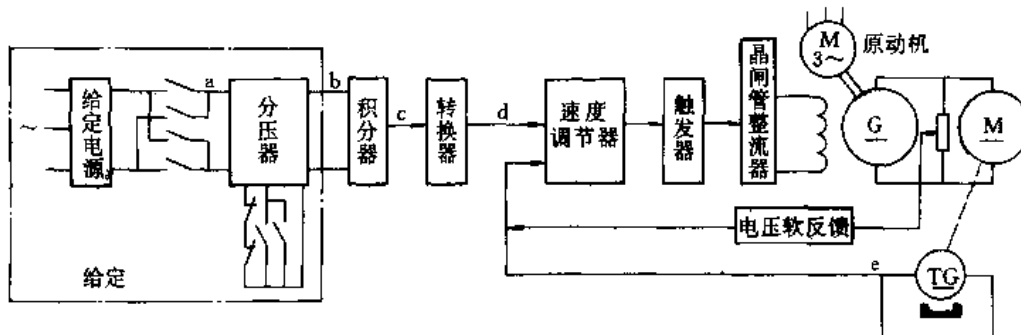 给定电源
a
分压器
b
积分器
c
转换器
d
速度
调节器
触发器
晶闸管整流器
M
3～
原动机
G
M
电压软反馈
e
TG
给定
～